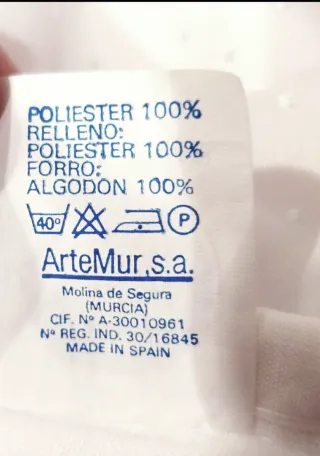 POLIESTER 100%
RELLENO:
POLIESTER 100%
FORRO:
ALGODON 100%
40° P
ArteMur,s.a.
Molina de Segura
(MURCIA)
CIF. Nº A-30010961
Nº REG. IND. 30/16845
MADE IN SPAIN